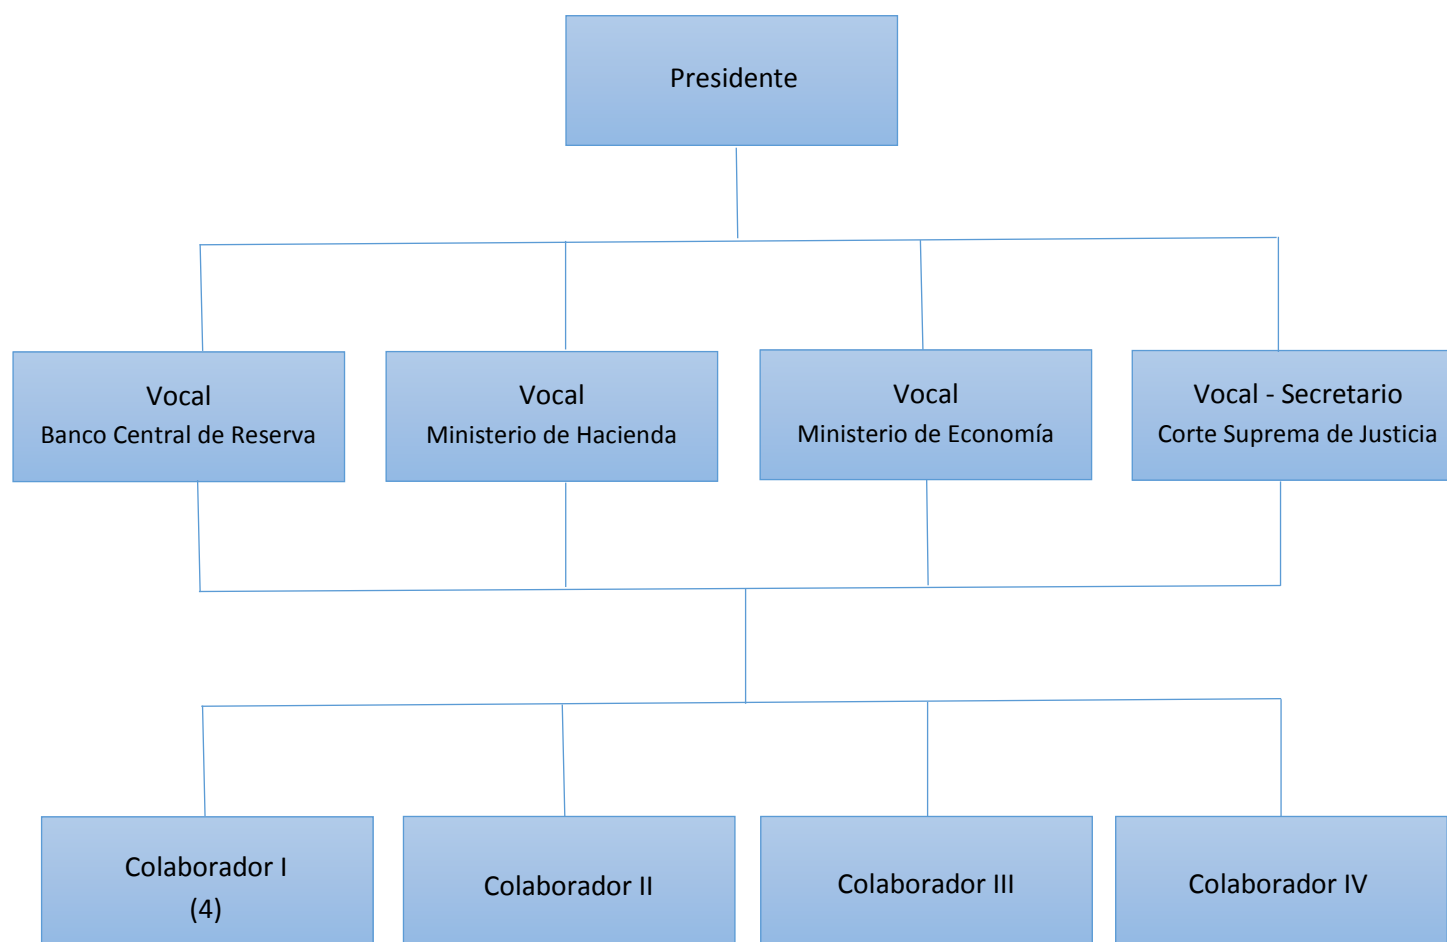 Presidente
Vocal
Banco Central de Reserva
Vocal
Ministerio de Hacienda
Vocal
Ministerio de Economía
Vocal - Secretario
Corte Suprema de Justicia
Colaborador I
(4)
Colaborador II
Colaborador III
Colaborador IV